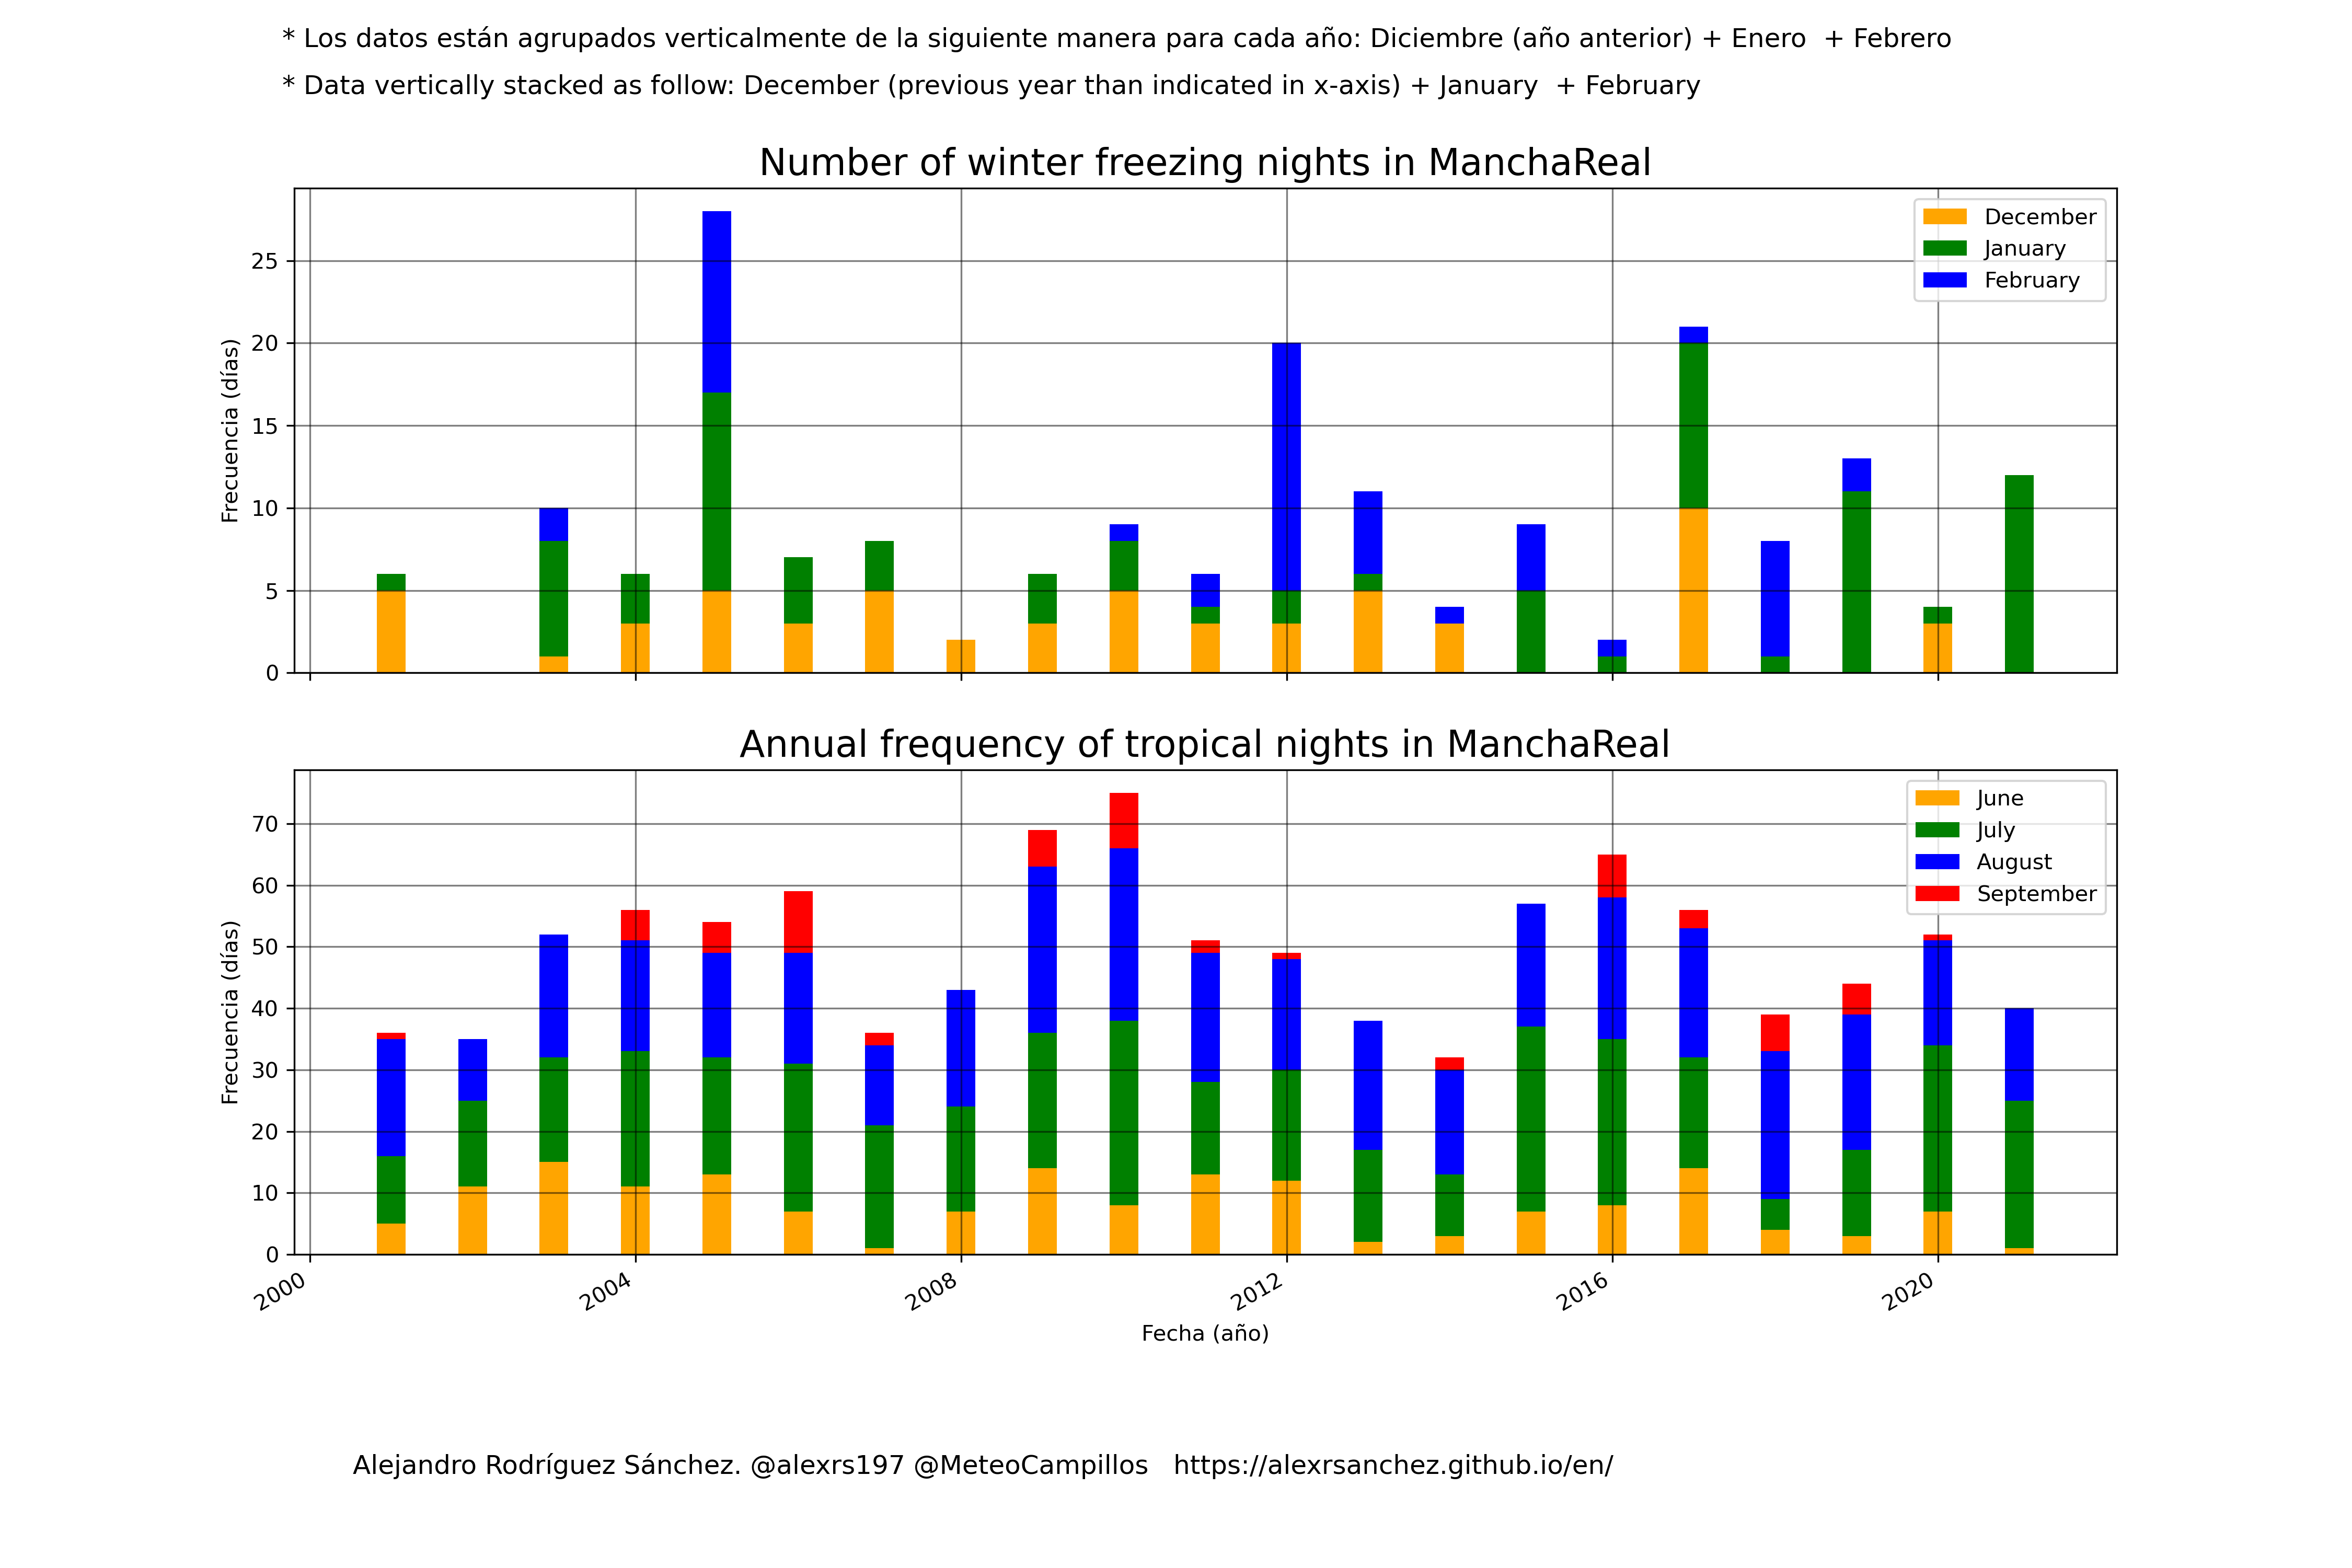 * Los datos están agrupados verticalmente de la siguiente manera para cada año: Diciembre (año anterior) + Enero  + Febrero
* Data vertically stacked as follow: December (previous year than indicated in x-axis) + January  + February
Number of winter freezing nights in ManchaReal
Frecuencia (días)
25
20
15
10
5
0
December
January
February
Annual frequency of tropical nights in ManchaReal
Frecuencia (días)
70
60
50
40
30
20
10
0
June
July
August
September
2000
2004
2008
2012
2016
2020
Fecha (año)
Alejandro Rodríguez Sánchez. @alexrs197 @MeteoCampillos   https://alexrsanchez.github.io/en/